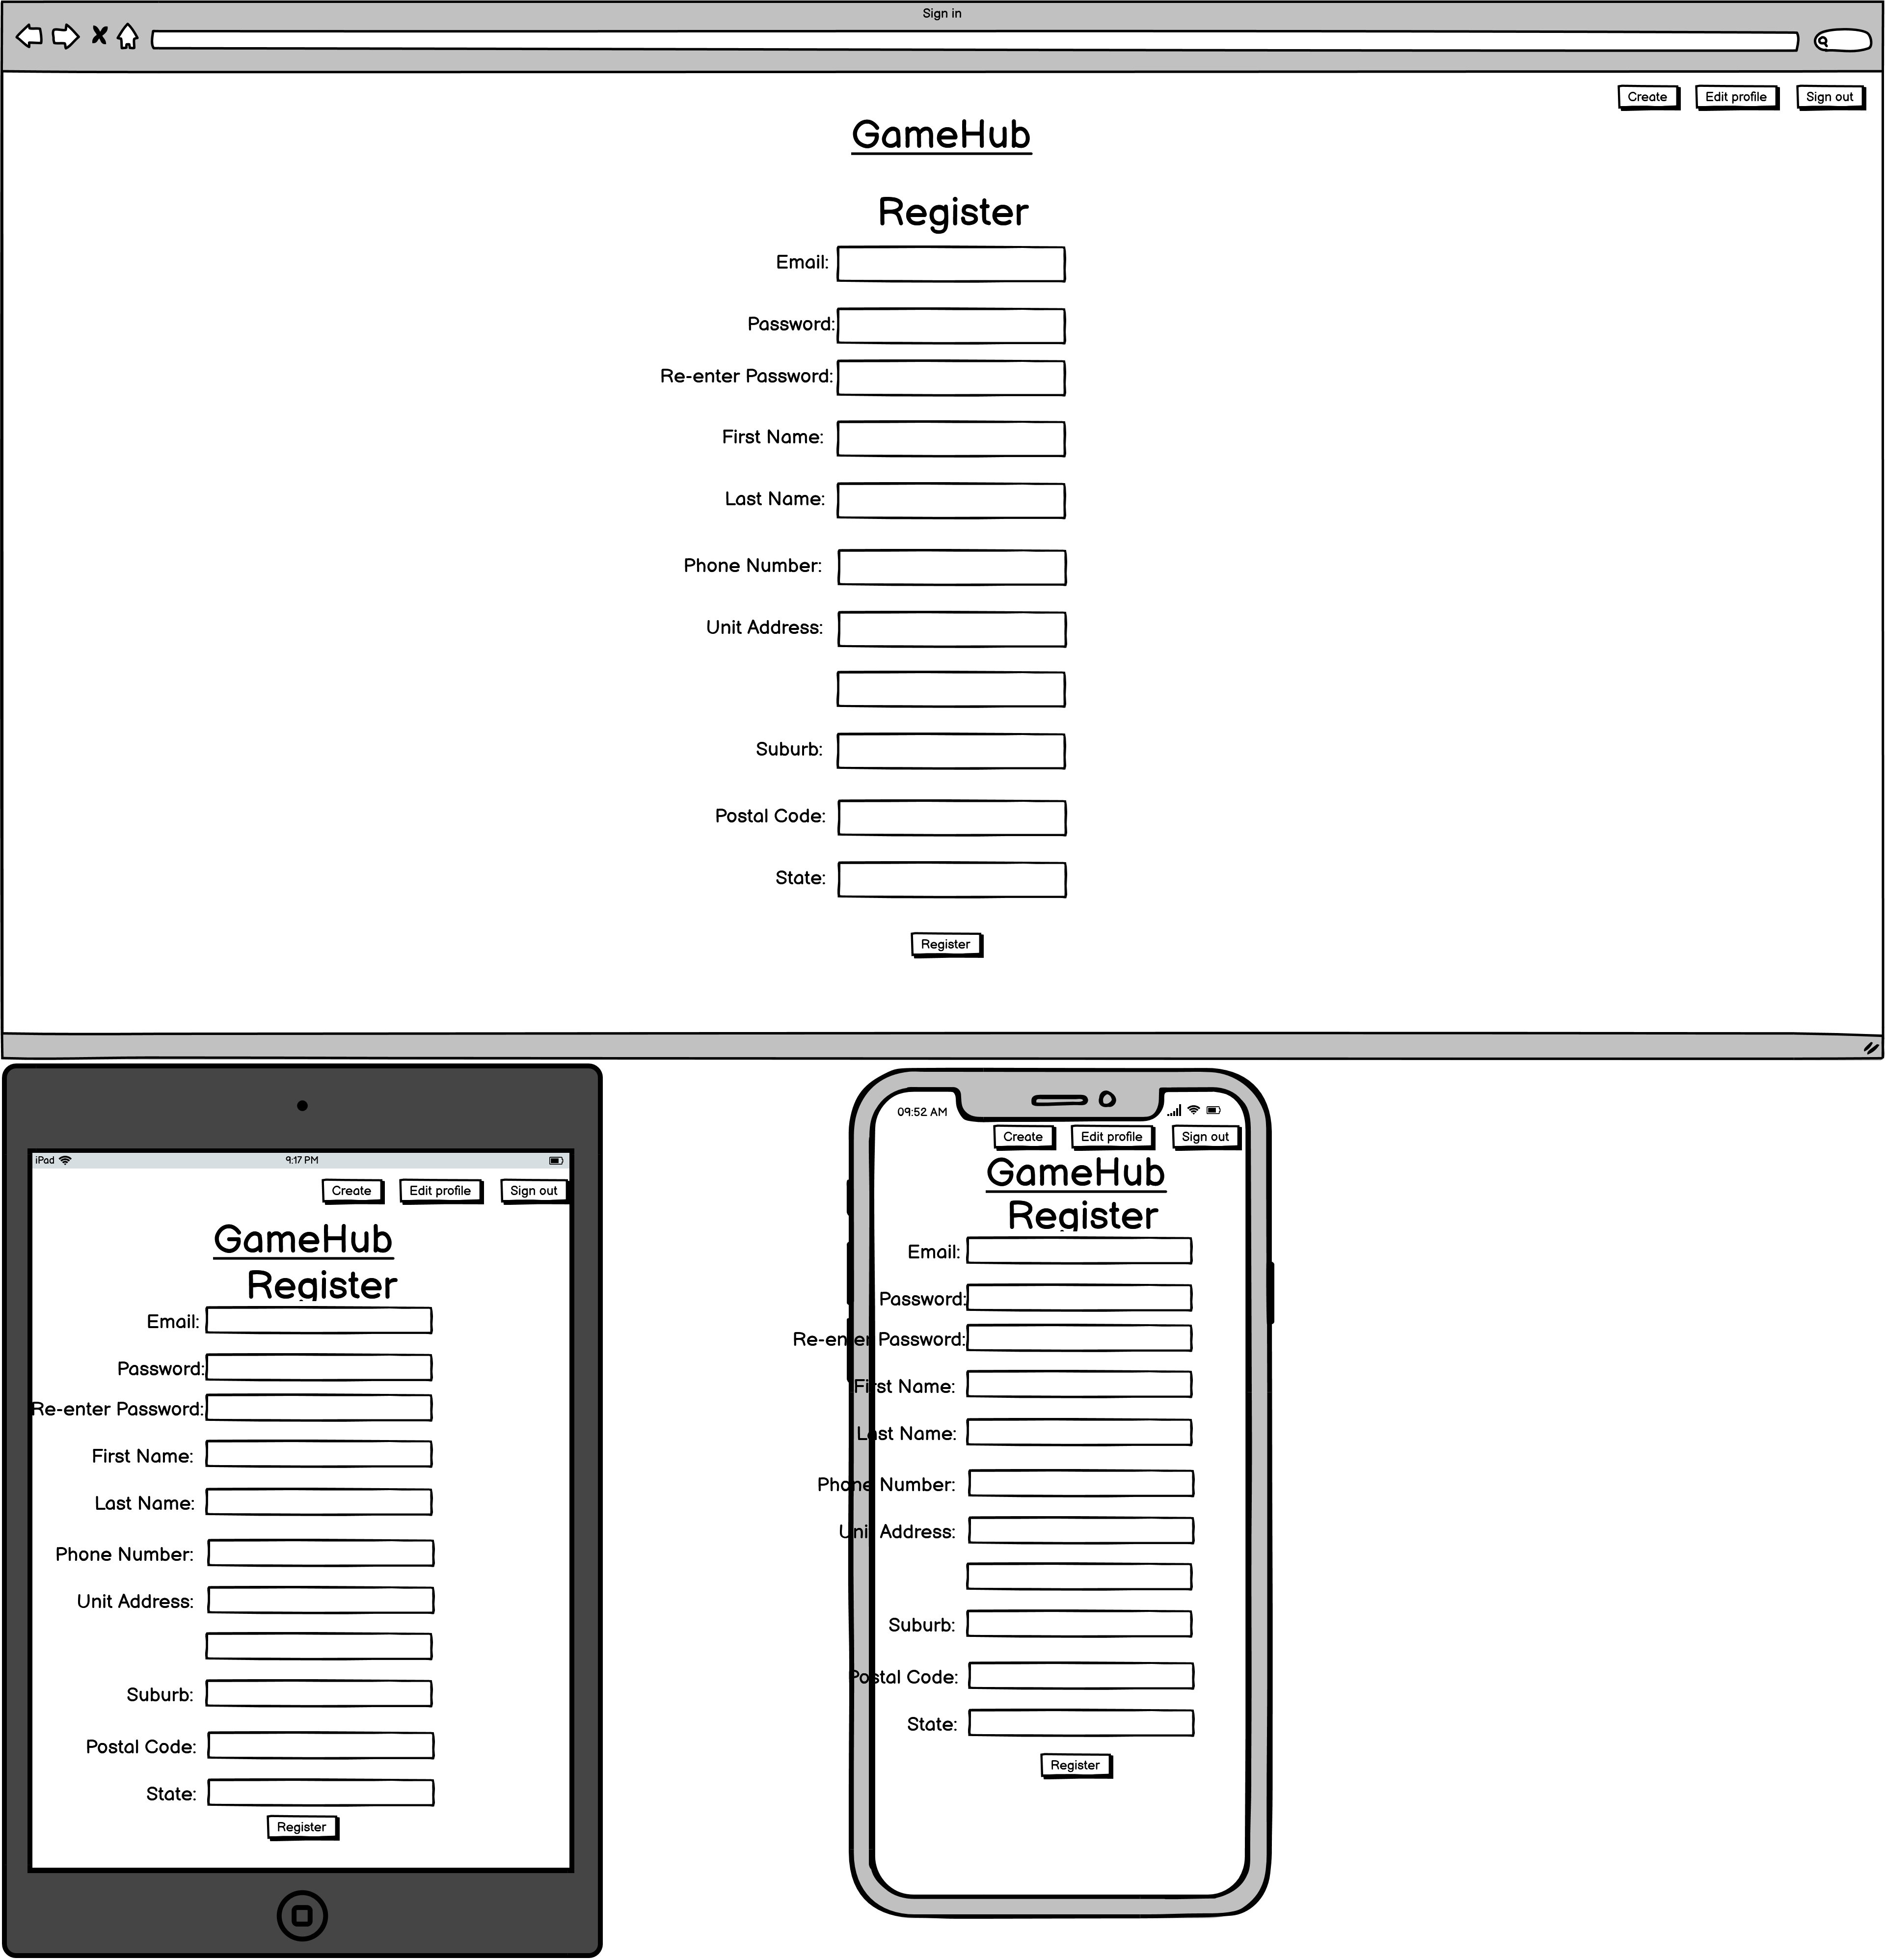 Sign in
Create Edit profile Sign out
GameHub
Register
Email:
Password:
Re-enter Password:
First Name:
Last Name:
Phone Number:
Unit Address:
Suburb:
Postal Code:
State:
Register
iPad 9:17 PM
Create Edit profile Sign out
GameHub
Register
Email:
Password:
Re-enter Password:
First Name:
Last Name:
Phone Number:
Unit Address:
Suburb:
Postal Code:
State:
Register
09:52 AM
Create Edit profile Sign out
GameHub
Register
Email:
Password:
Re-enter Password:
First Name:
Last Name:
Phone Number:
Unit Address:
Suburb:
Postal Code:
State:
Register